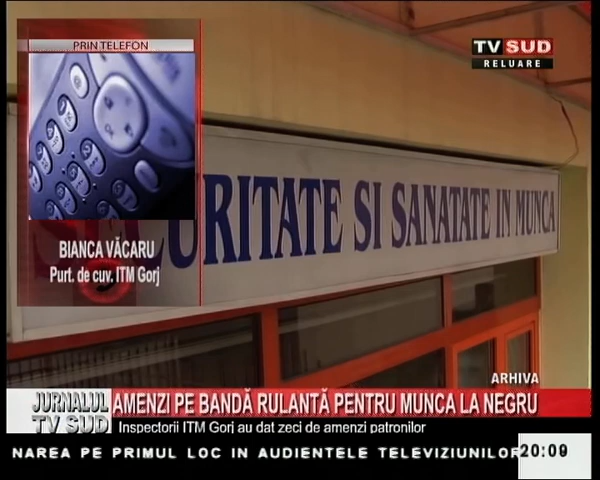 PRIN TELEFON
TV SUD
RELUARE
CURITATE SI SANATATE IN MUNCA
BIANCA VĂCARU
Purt. de cuv. ITM Gorj
ARHIVA
JURNALUL TV SUD
AMENZI PE BANDĂ RULANTĂ PENTRU MUNCA LA NEGRU
Inspectorii ITM Gorj au dat zeci de amenzi patronilor
NAREA PE PRIMUL LOC IN AUDIENTELE TELEVIZIUNILOR
20:09